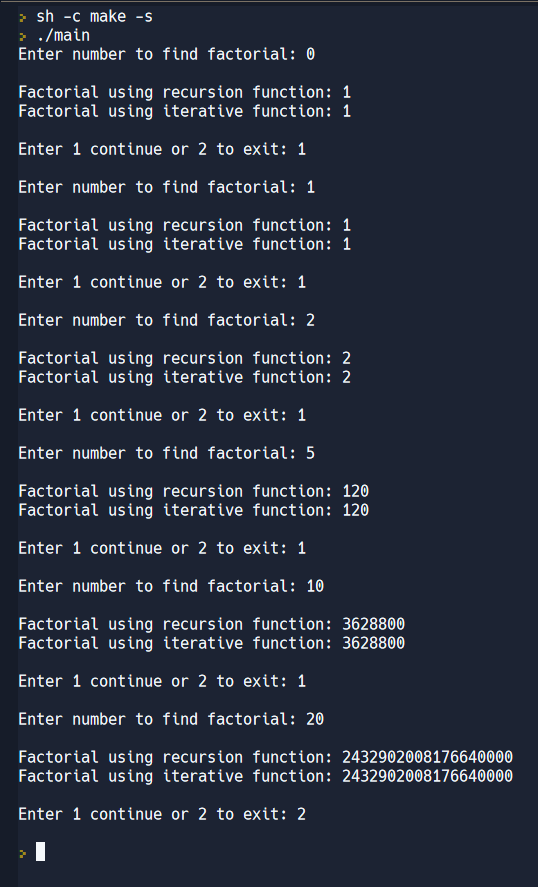 > sh -c make -s
> ./main
Enter number to find factorial: 0
Factorial using recursion function: 1
Factorial using iterative function: 1
Enter 1 continue or 2 to exit: 1
Enter number to find factorial: 1
Factorial using recursion function: 1
Factorial using iterative function: 1
Enter 1 continue or 2 to exit: 1
Enter number to find factorial: 2
Factorial using recursion function: 2
Factorial using iterative function: 2
Enter 1 continue or 2 to exit: 1
Enter number to find factorial: 5
Factorial using recursion function: 120
Factorial using iterative function: 120
Enter 1 continue or 2 to exit: 1
Enter number to find factorial: 10
Factorial using recursion function: 3628800
Factorial using iterative function: 3628800
Enter 1 continue or 2 to exit: 1
Enter number to find factorial: 20
Factorial using recursion function: 2432902008176640000
Factorial using iterative function: 2432902008176640000
Enter 1 continue or 2 to exit: 2
>